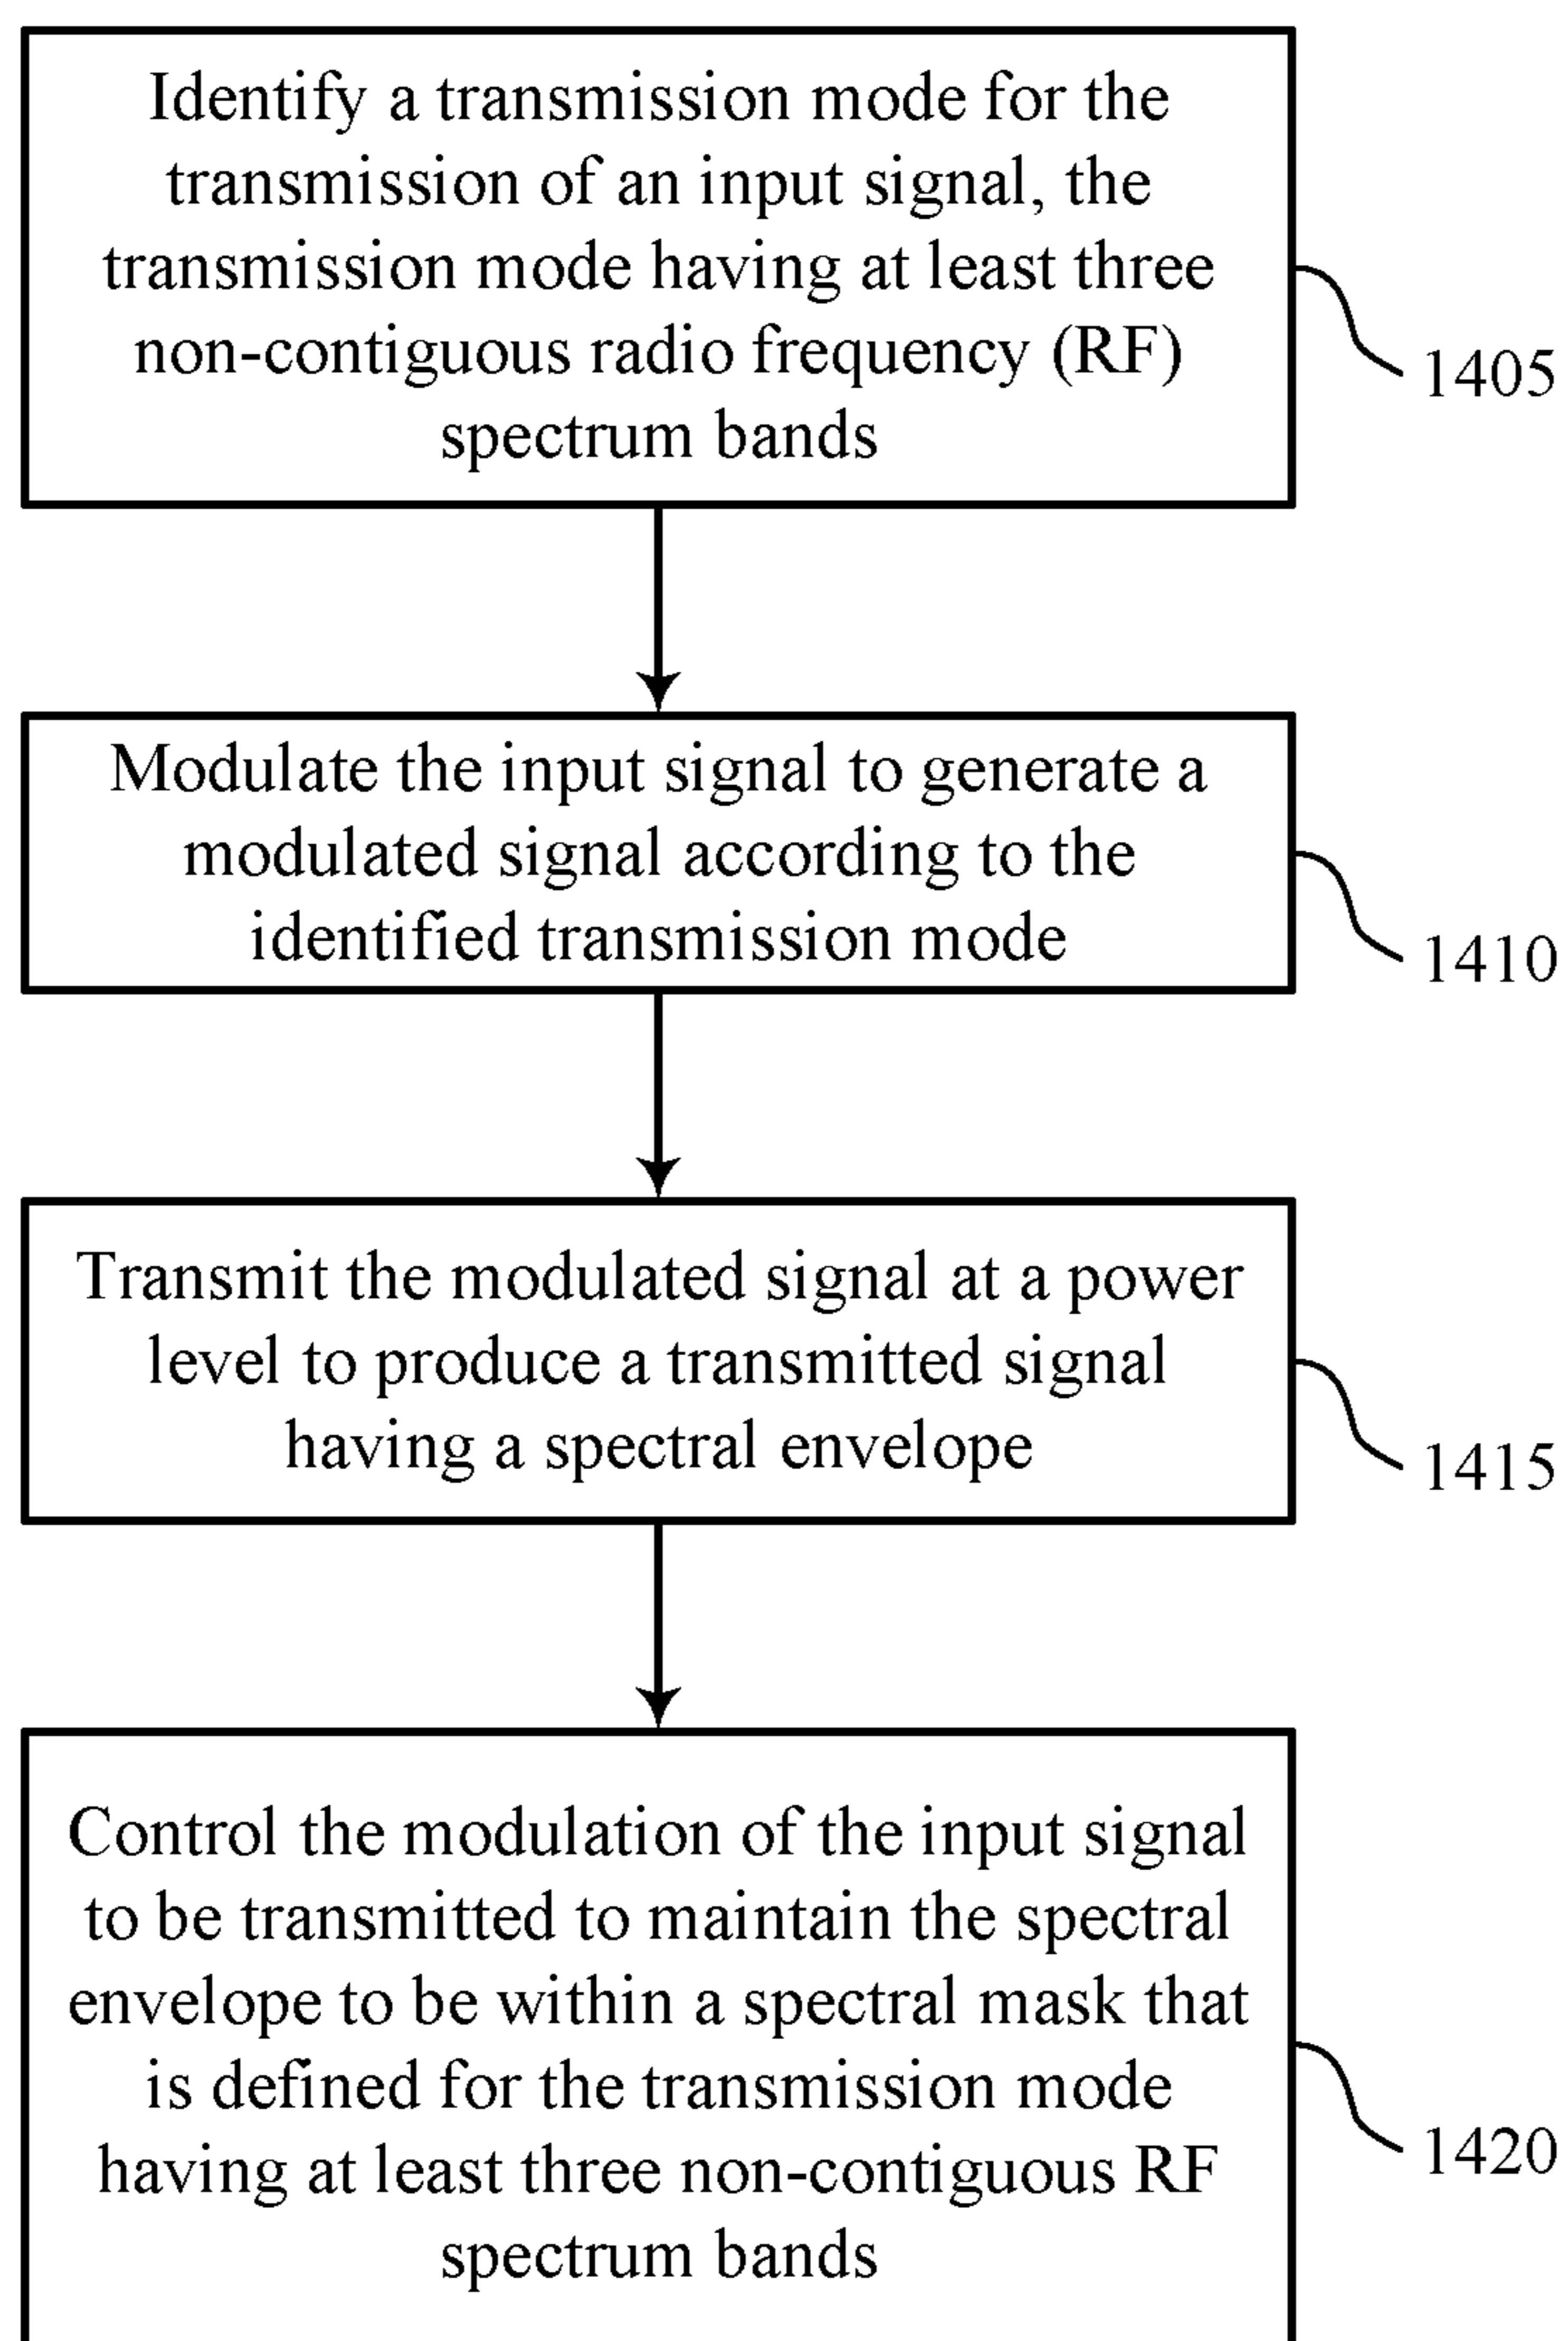 Identify a transmission mode for the
transmission of an input signal, the
transmission mode having at least three
non-contiguous radio frequency (RF)
spectrum bands
1405
Modulate the input signal to generate a
modulated signal according to the
identified transmission mode
1410
Transmit the modulated signal at a power
level to produce a transmitted signal
having a spectral envelope
1415
Control the modulation of the input signal
to be transmitted to maintain the spectral
envelope to be within a spectral mask that
is defined for the transmission mode
having at least three non-contiguous RF
spectrum bands
1420